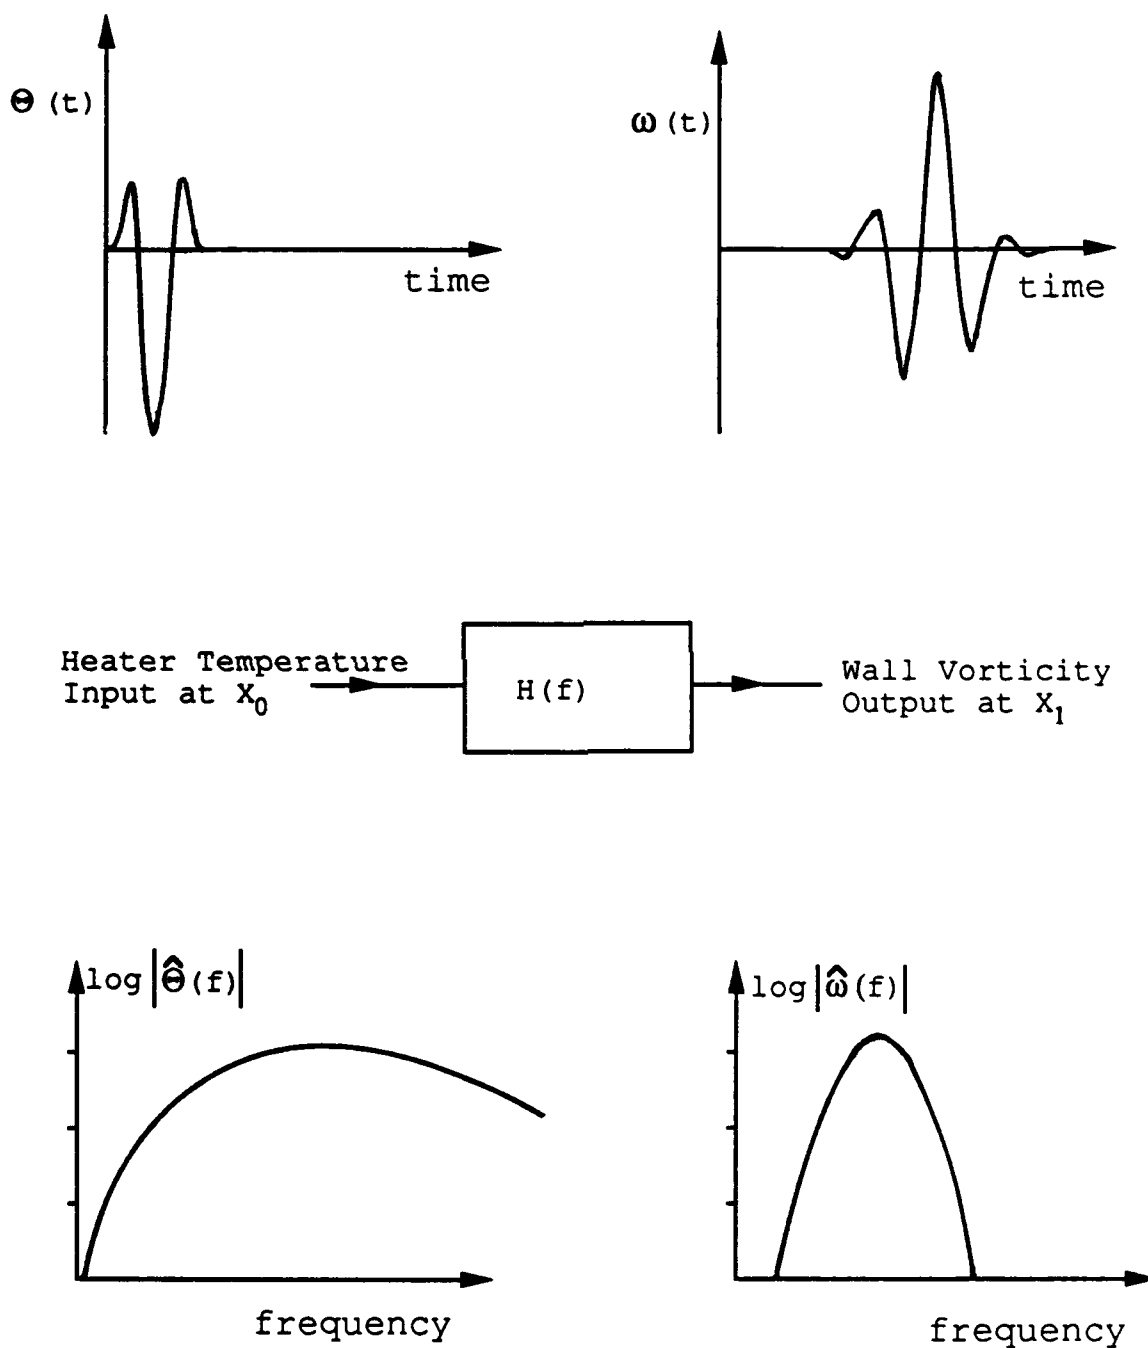 Θ (t)
time
ω (t)
time
Heater Temperature
Input at X₀
H(f)
Wall Vorticity
Output at X₁
log |Θ̂(f)|
frequency
log |ω̂(f)|
frequency